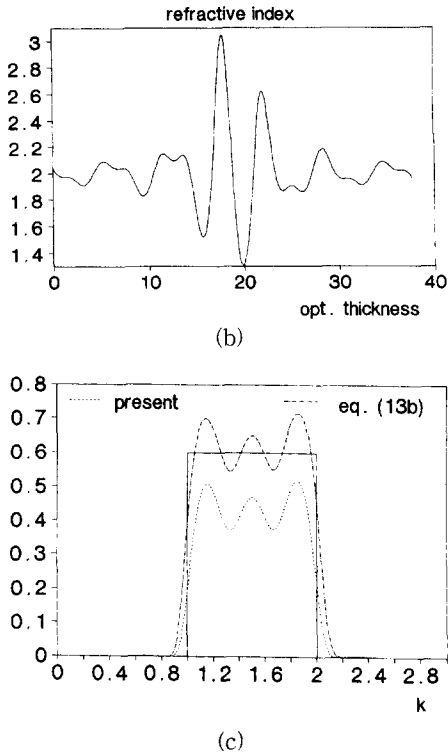 refractive index
3
2.8
2.6
2.4
2.2
2
1.8
1.6
1.4
0 10 20 30 40
opt. thickness
(b)
0.8
present eq. (13b)
0.7
0.6
0.5
0.4
0.3
0.2
0.1
0
0 0.4 0.8 1.2 1.6 2 2.4 2.8
k
(c)